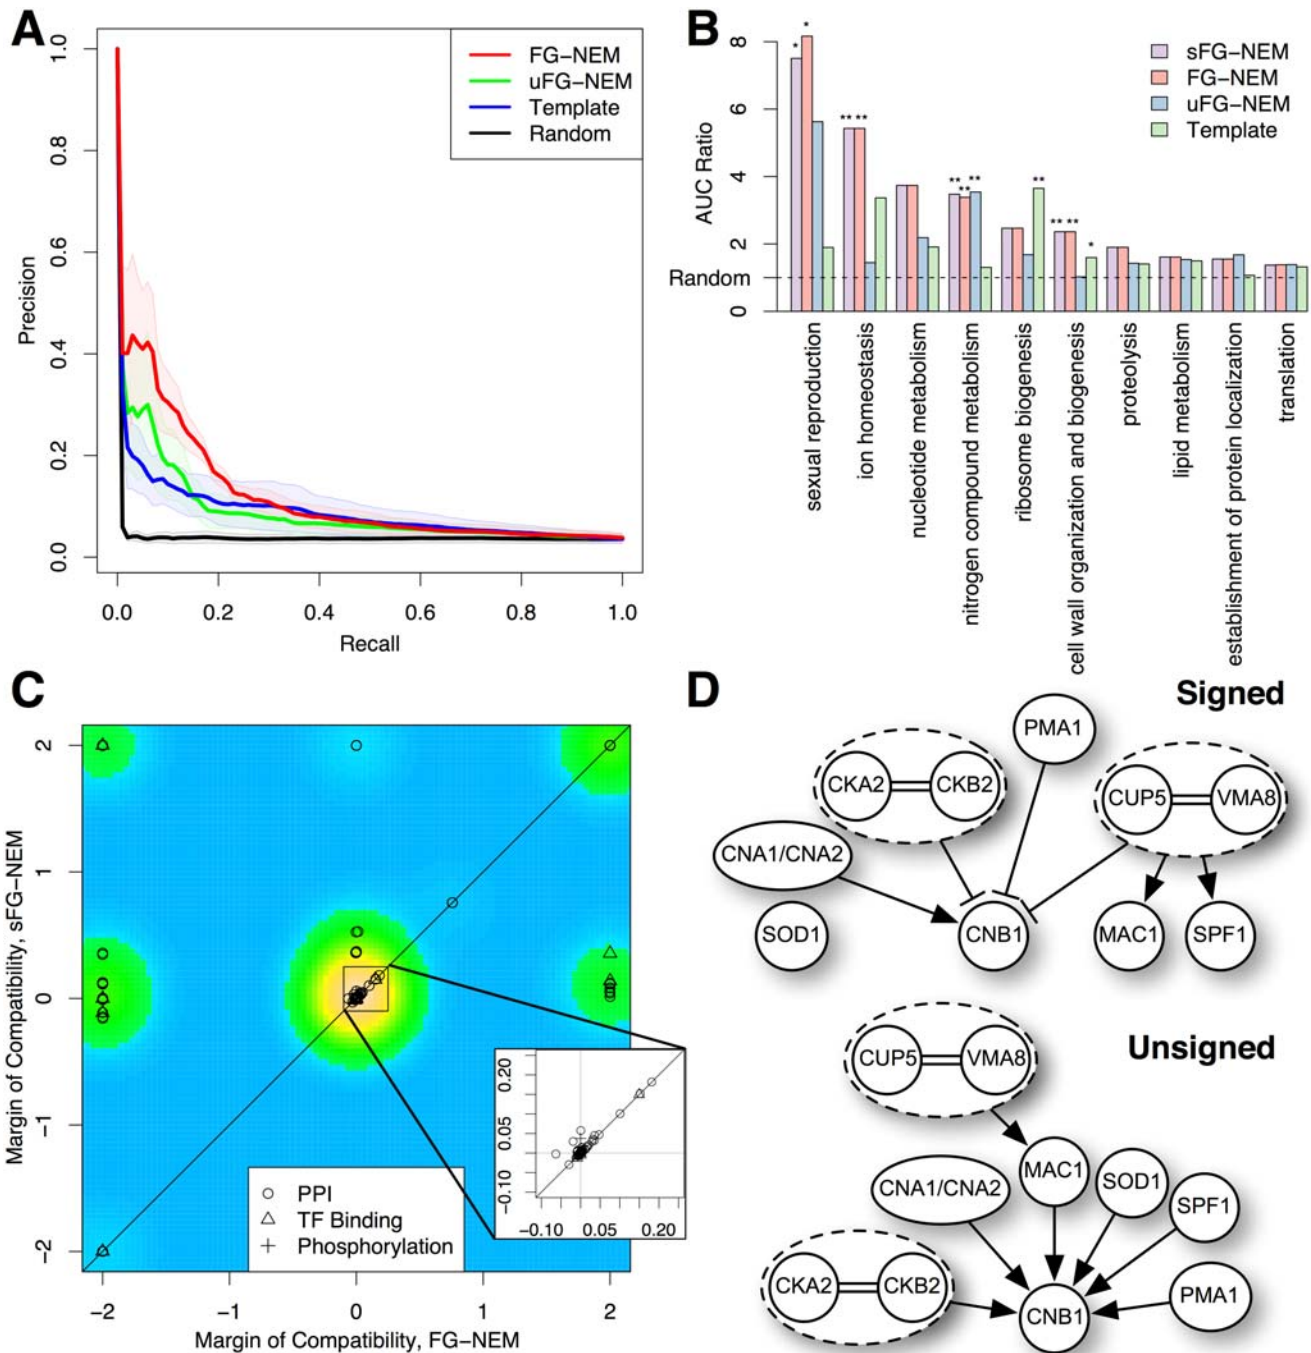 A
1.0
0.8
0.6
0.4
0.2
0.0
Precision
0.0 0.2 0.4 0.6 0.8 1.0
Recall
FG-NEM
uFG-NEM
Template
Random
B
8
6
4
2
0
AUC Ratio
Random
sFG-NEM
FG-NEM
uFG-NEM
Template
* *
** **
** ** **
**
** ** *
sexual reproduction
ion homeostasis
nucleotide metabolism
nitrogen compound metabolism
ribosome biogenesis
cell wall organization and biogenesis
proteolysis
lipid metabolism
establishment of protein localization
translation
C
2
1
0
−1
−2
Margin of Compatibility, sFG-NEM
−2 −1 0 1 2
Margin of Compatibility, FG-NEM
PPI
TF Binding
Phosphorylation
0.20
0.05
−0.10
−0.10 0.05 0.20
D
Signed
PMA1
CKA2 CKB2
CUP5 VMA8
CNA1/CNA2
SOD1
CNB1
MAC1
SPF1
Unsigned
CUP5 VMA8
MAC1
CNA1/CNA2
SOD1
SPF1
CKA2 CKB2
CNB1
PMA1